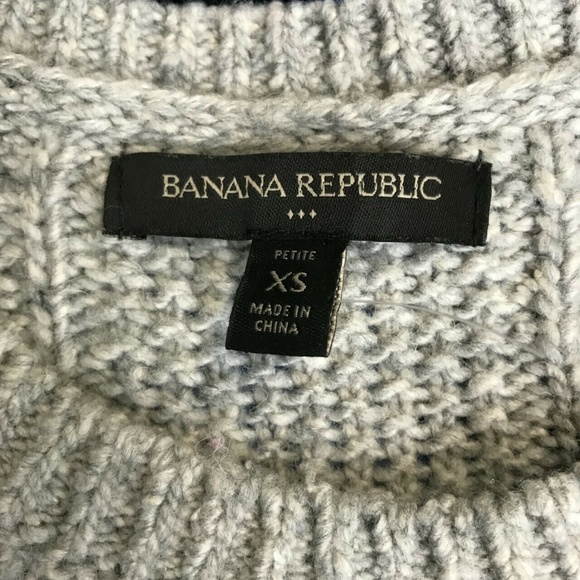 BANANA REPUBLIC
PETITE
XS
MADE IN
CHINA